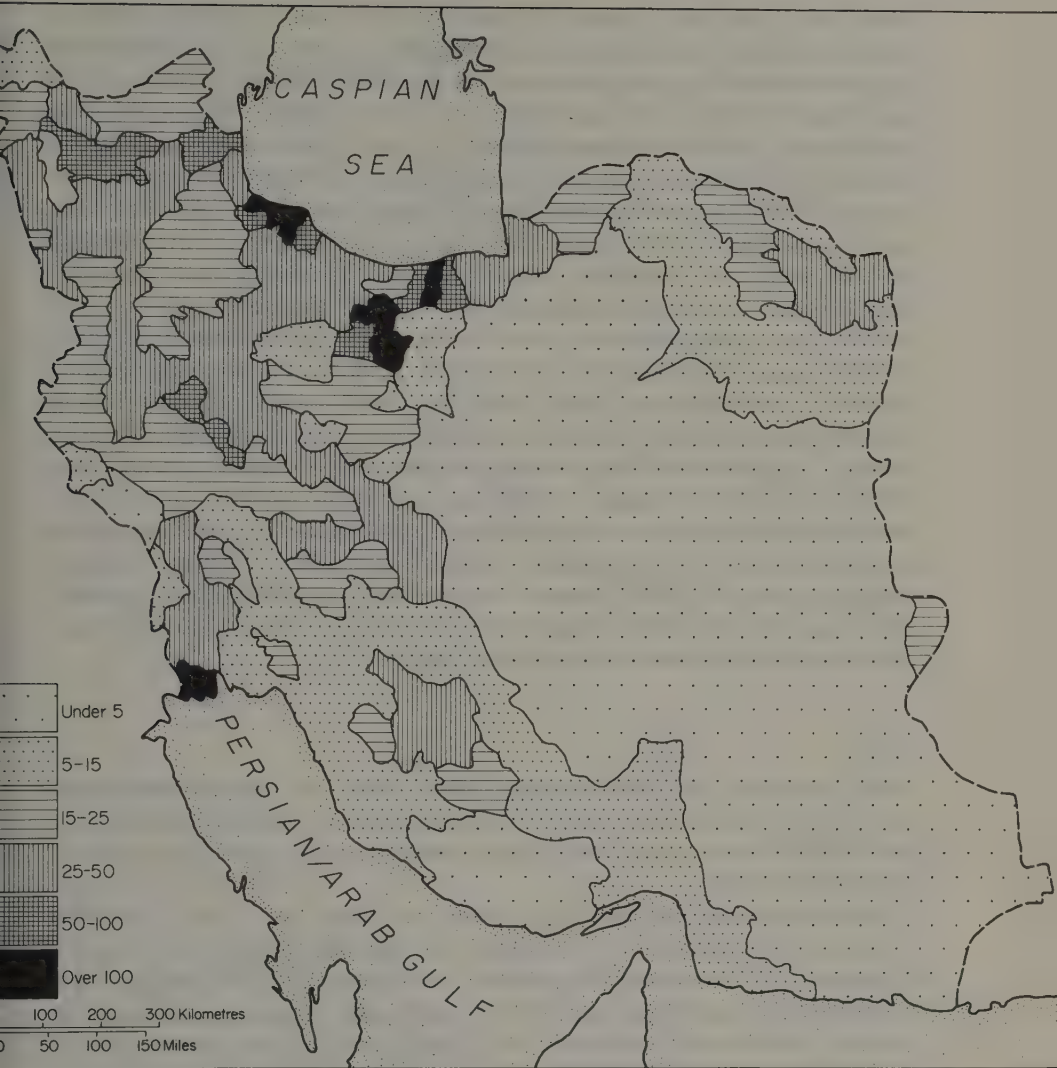 CASPIAN
SEA
PERSIAN/ARAB GULF
Under 5
5-15
15-25
25-50
50-100
Over 100
100 200 300 Kilometres
0 50 100 150 Miles